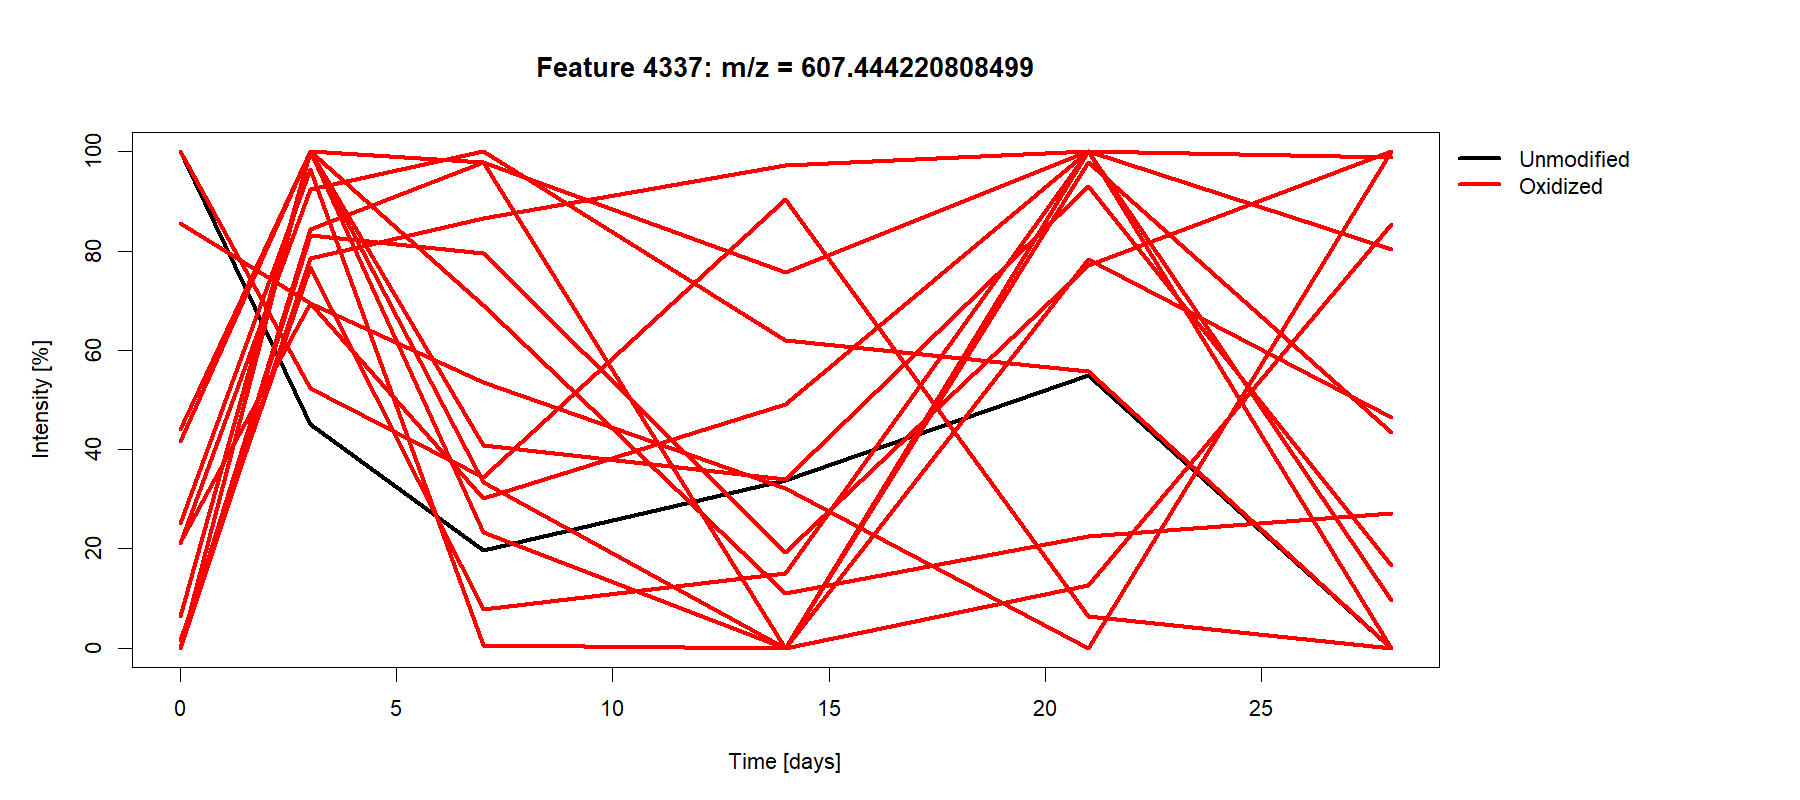 Feature 4337: m/z = 607.444220808499
Unmodified
Oxidized
Intensity [%]
100
80
60
40
20
0
0 5 10 15 20 25
Time [days]